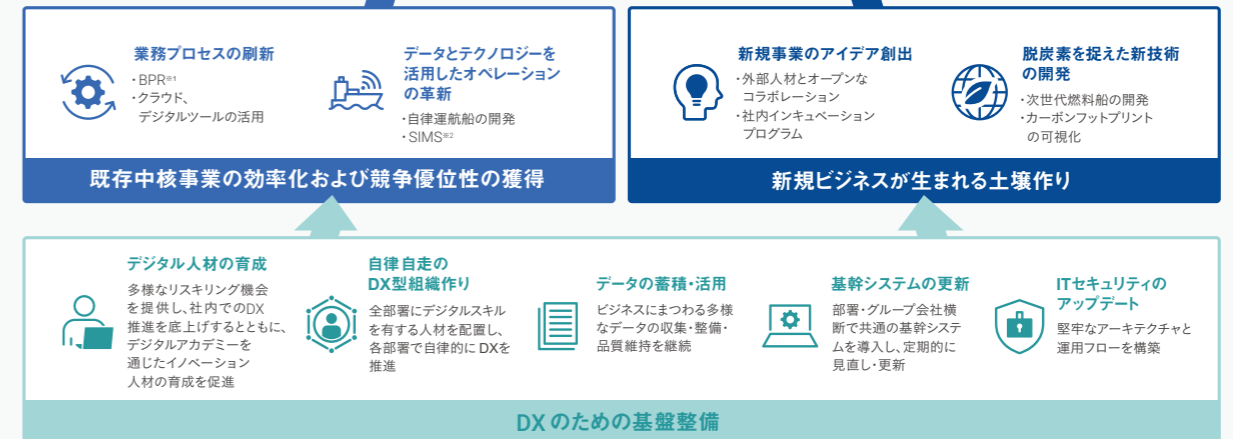 業務プロセスの刷新
・BPR※1
・クラウド、
デジタルツールの活用
データとテクノロジーを
活用したオペレーション
の革新
・自律運航船の開発
・SIMS※2
既存中核事業の効率化および競争優位性の獲得
新規事業のアイデア創出
・外部人材とオープンな
コラボレーション
・社内インキュベーション
プログラム
脱炭素を捉えた新技術
の開発
・次世代燃料船の開発
・カーボンフットプリント
の可視化
新規ビジネスが生まれる土壌作り
デジタル人材の育成
多様なリスキリング機会
を提供し、社内でのDX
推進を底上げするとともに、
デジタルアカデミーを
通じたイノベーション
人材の育成を促進
自律自走の
DX型組織作り
全部署にデジタルスキル
を有する人材を配置し、
各部署で自律的にDXを
推進
データの蓄積・活用
ビジネスにまつわる多様
なデータの収集・整備・
品質維持を継続
基幹システムの更新
部署・グループ会社横
断で共通の基幹システ
ムを導入し、定期的に
見直し・更新
ITセキュリティの
アップデート
堅牢なアーキテクチャと
運用フローを構築
DXのための基盤整備